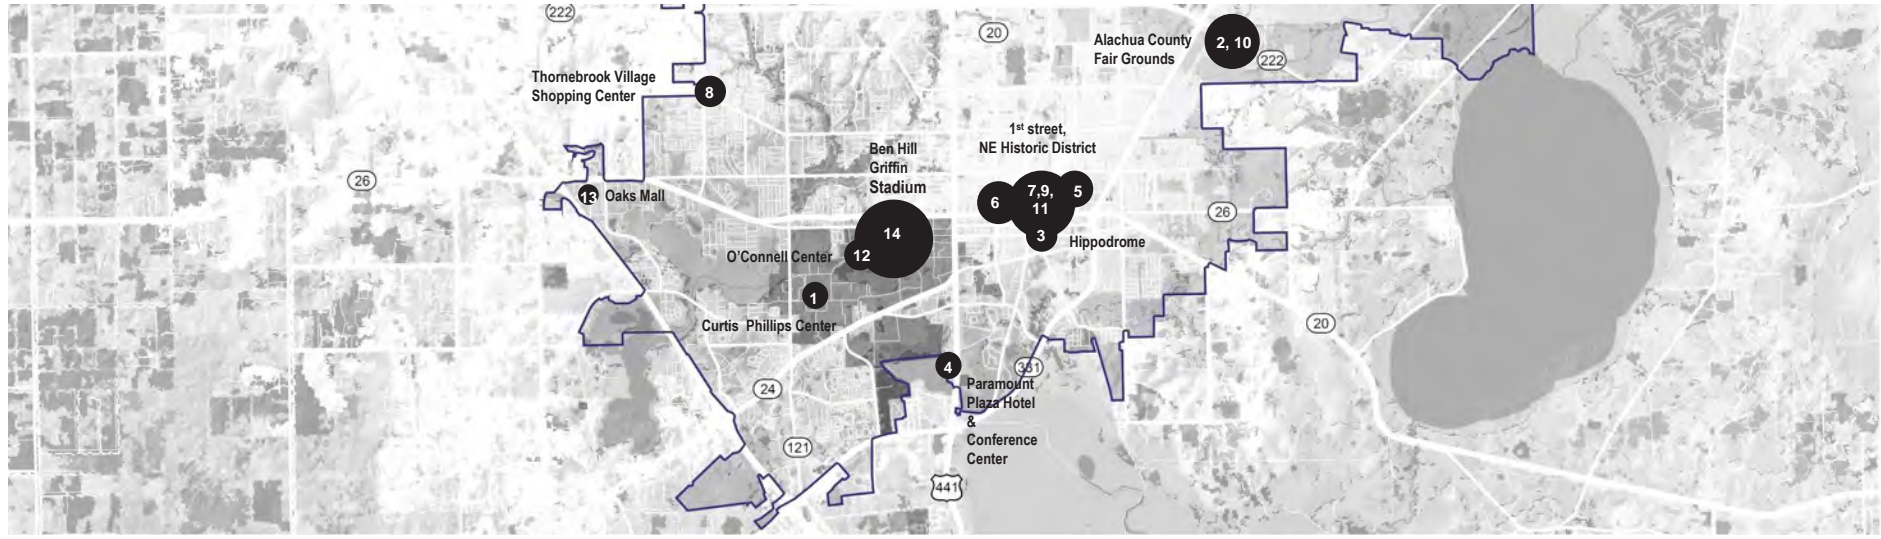 222
20
Alachua County
Fair Grounds
2, 10
222
Thornebrook Village
Shopping Center
8
1st street,
NE Historic District
Ben Hill
Griffin
Stadium
26
13
Oaks Mall
6
7,9,
11
5
26
14
3
Hippodrome
O'Connell Center
12
1
Curtis Phillips Center
20
4
331
24
Paramount
Plaza Hotel
&
Conference
Center
121
441